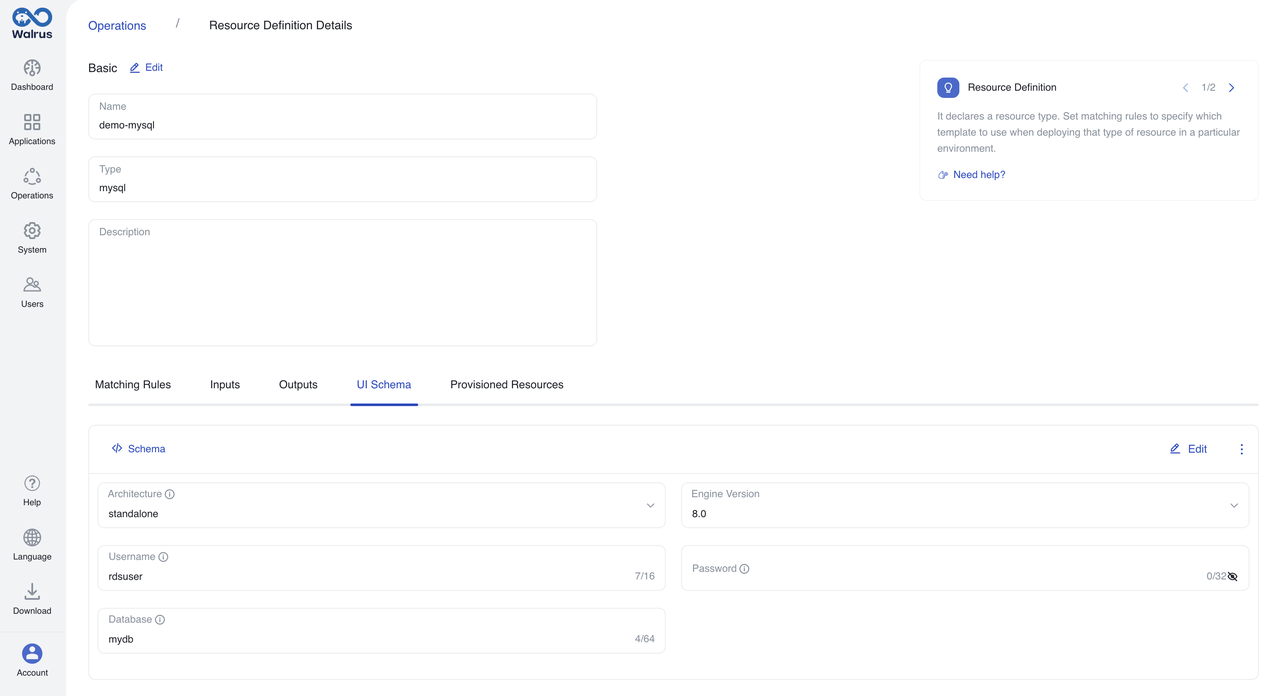 Walrus
Dashboard
Applications
Operations
System
Users
Help
Language
Download
Account
Operations / Resource Definition Details
Basic Edit
Name
demo-mysql
Type
mysql
Description
Resource Definition 1/2
It declares a resource type. Set matching rules to specify which
template to use when deploying that type of resource in a particular
environment.
Need help?
Matching Rules Inputs Outputs UI Schema Provisioned Resources
Schema Edit
Architecture
standalone
Engine Version
8.0
Username
rdsuser 7/16
Password
0/32
Database
mydb 4/64